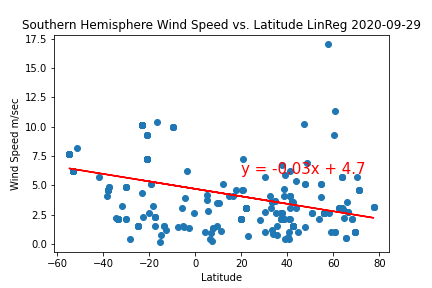 Southern Hemisphere Wind Speed vs. Latitude LinReg 2020-09-29
17.5
15.0
12.5
10.0
7.5
5.0
2.5
0.0
Wind Speed m/sec
y = -0.03x + 4.7
−60 −40 −20 0 20 40 60 80
Latitude